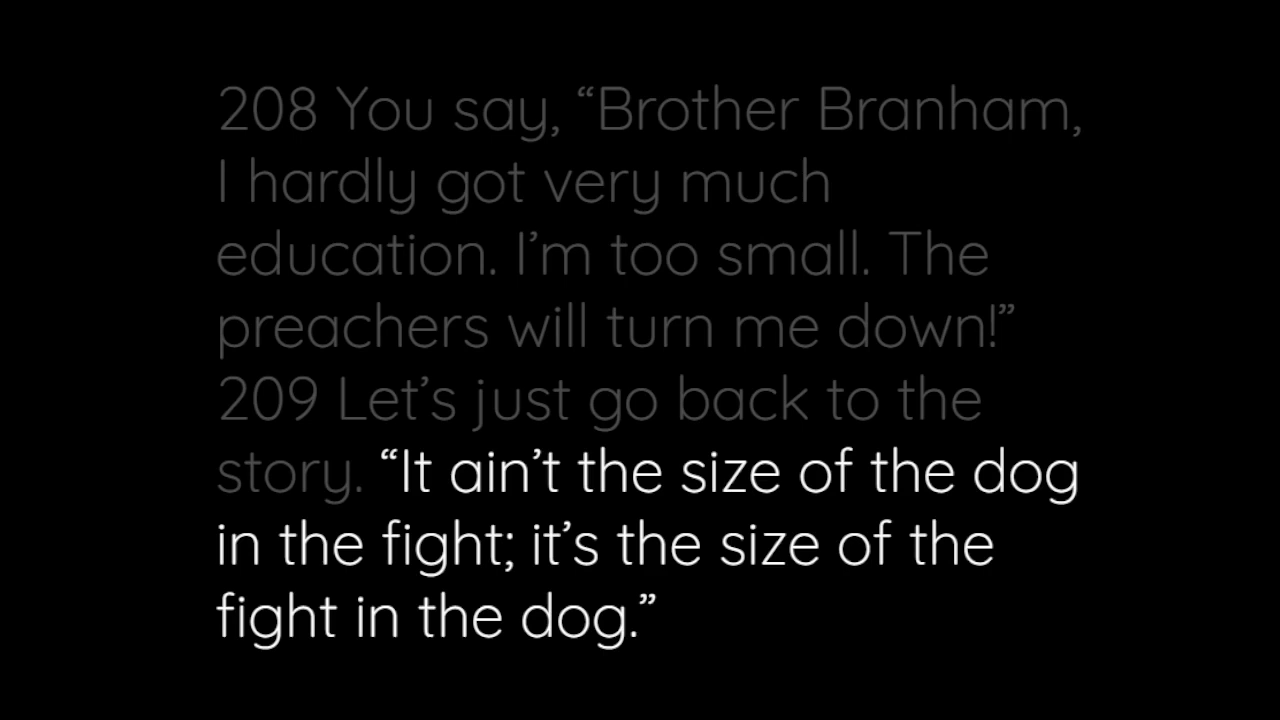 208 You say, “Brother Branham,
I hardly got very much
education. I’m too small. The
preachers will turn me down!”
209 Let’s just go back to the
story. “It ain’t the size of the dog
in the fight; it’s the size of the
fight in the dog.”